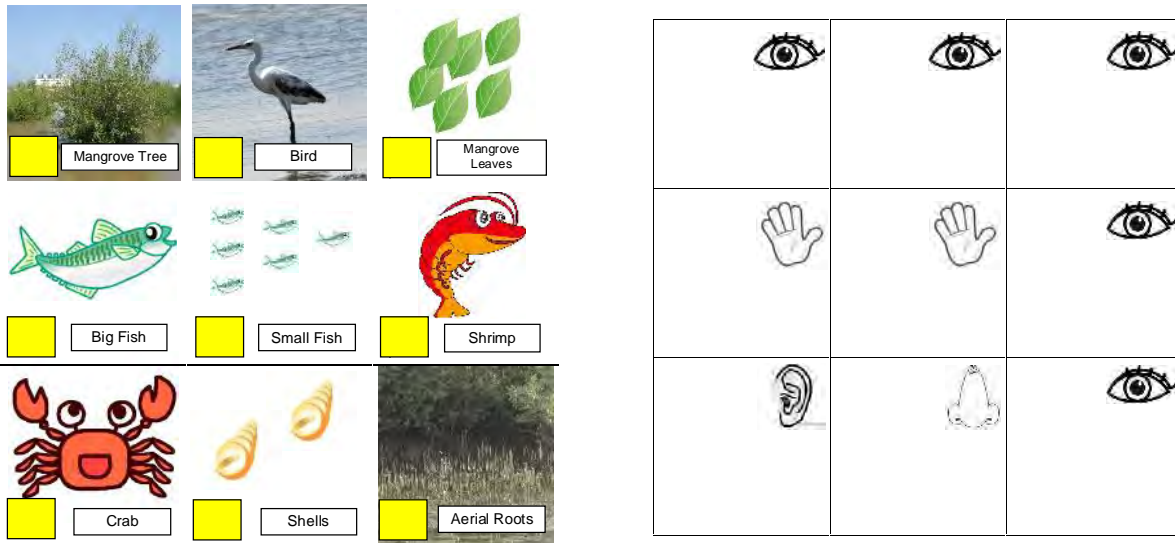 Mangrove Tree
Bird
Mangrove
Leaves
Big Fish
Small Fish
Shrimp
Crab
Shells
Aerial Roots